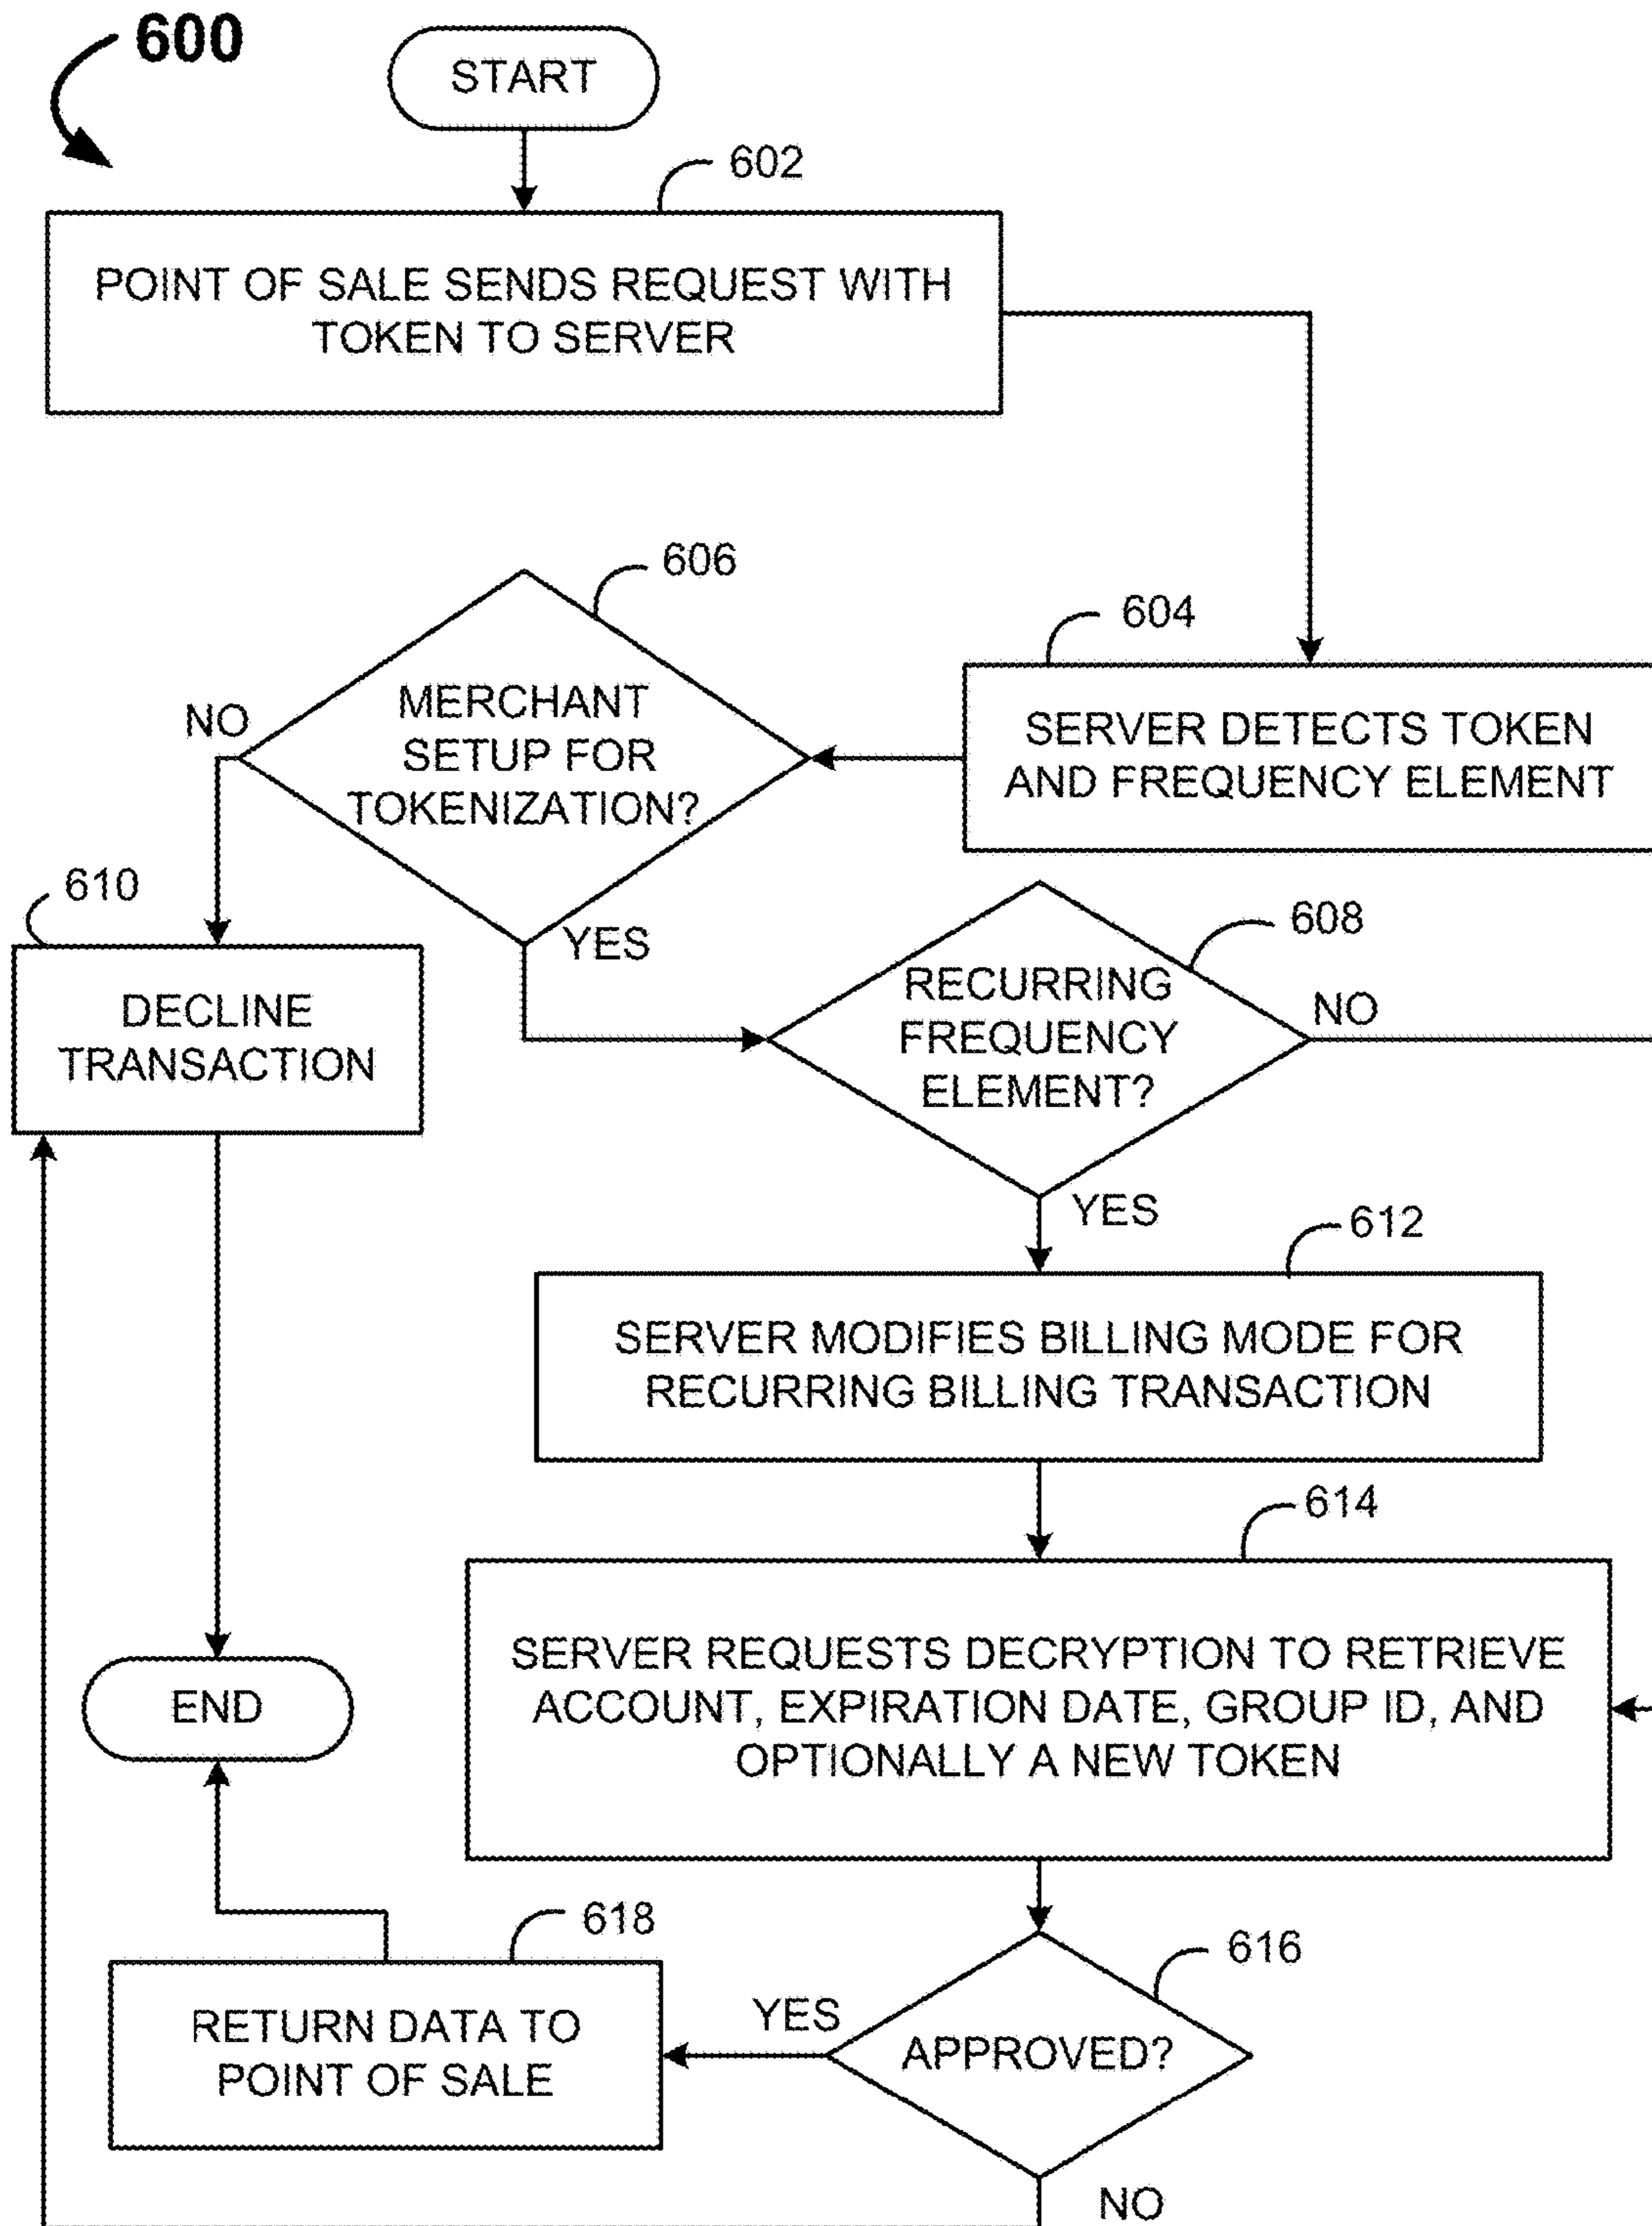 600
START
602
POINT OF SALE SENDS REQUEST WITH
TOKEN TO SERVER
606
604
MERCHANT
SETUP FOR
TOKENIZATION?
NO
SERVER DETECTS TOKEN
AND FREQUENCY ELEMENT
610
YES
608
DECLINE
TRANSACTION
RECURRING
FREQUENCY
ELEMENT?
NO
YES
612
SERVER MODIFIES BILLING MODE FOR
RECURRING BILLING TRANSACTION
614
SERVER REQUESTS DECRYPTION TO RETRIEVE
ACCOUNT, EXPIRATION DATE, GROUP ID, AND
OPTIONALLY A NEW TOKEN
END
618
616
RETURN DATA TO
POINT OF SALE
YES
APPROVED?
NO